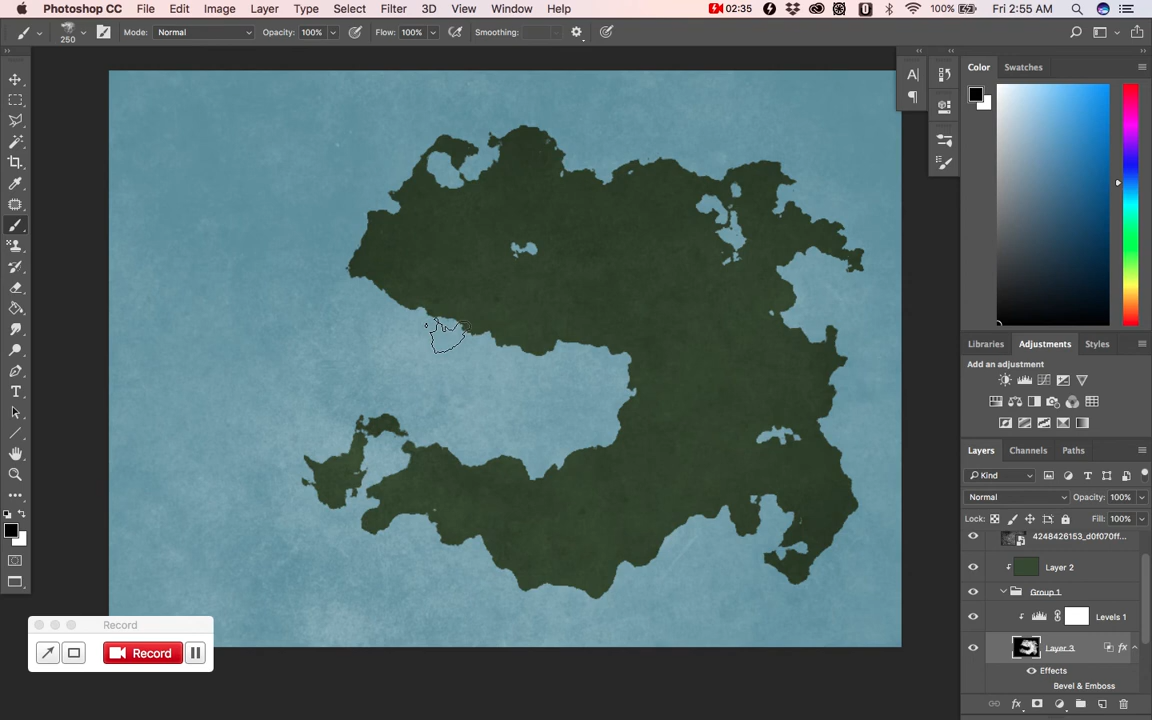 Photoshop CC File Edit Image Layer Type Select Filter 3D View Window Help 02:35 100% Fri 2:55 AM
250 Mode: Normal Opacity: 100% Flow: 100% Smoothing:
Color Swatches
Libraries Adjustments Styles
Add an adjustment
Layers Channels Paths
Kind
Normal Opacity: 100%
Lock: Fill: 100%
4248426153_d0f070ff...
Layer 2
Group 1
Levels 1
Layer 3 fx
Effects
Bevel & Emboss
fx
Record
Record